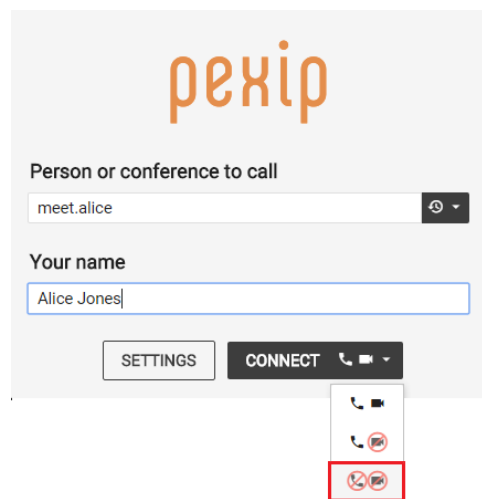 pexip
Person or conference to call
meet.alice
Your name
Alice Jones
SETTINGS CONNECT